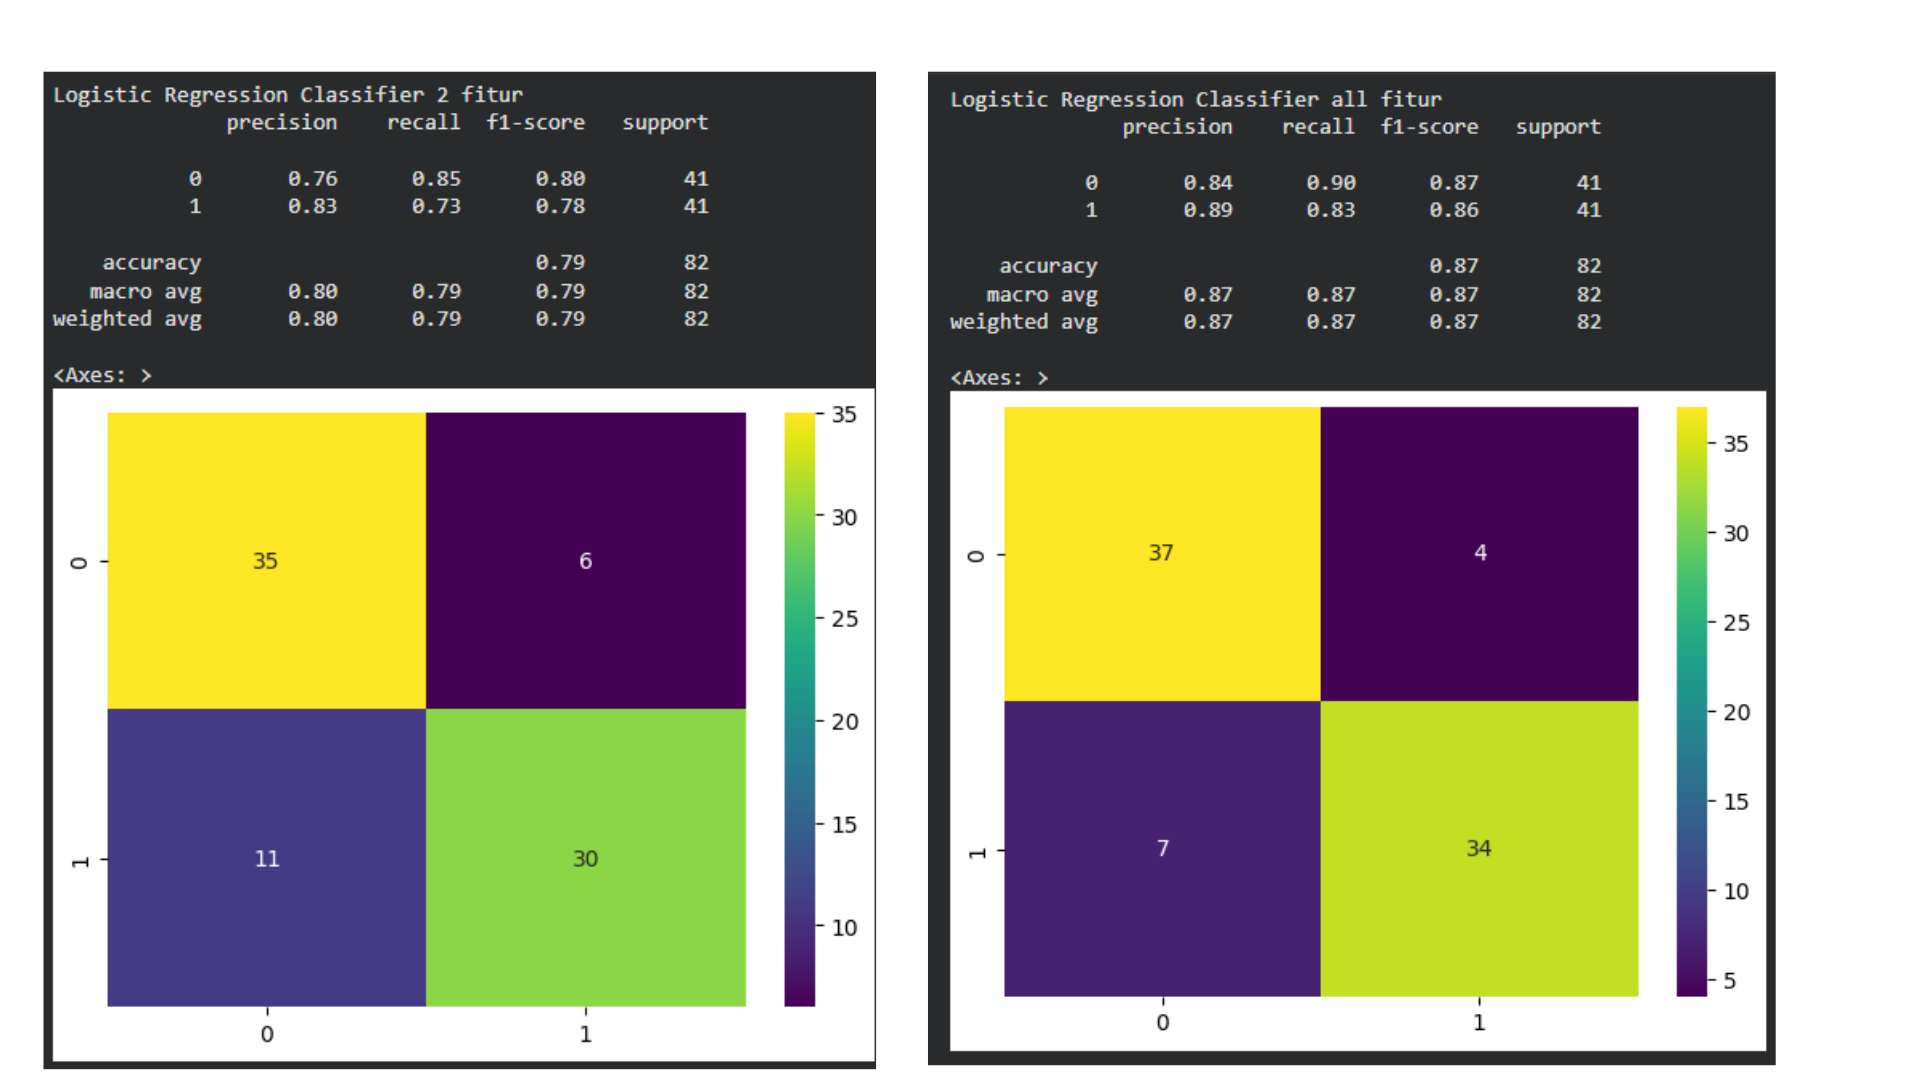 Logistic Regression Classifier 2 fitur
precision recall f1-score support
0 0.76 0.85 0.80 41
1 0.83 0.73 0.78 41
accuracy 0.79 82
macro avg 0.80 0.79 0.79 82
weighted avg 0.80 0.79 0.79 82
<Axes: >
35
30
25
20
15
10
0
35 6
1
11 30
0 1
Logistic Regression Classifier all fitur
precision recall f1-score support
0 0.84 0.90 0.87 41
1 0.89 0.83 0.86 41
accuracy 0.87 82
macro avg 0.87 0.87 0.87 82
weighted avg 0.87 0.87 0.87 82
<Axes: >
35
30
25
20
15
10
5
0
37 4
1
7 34
0 1